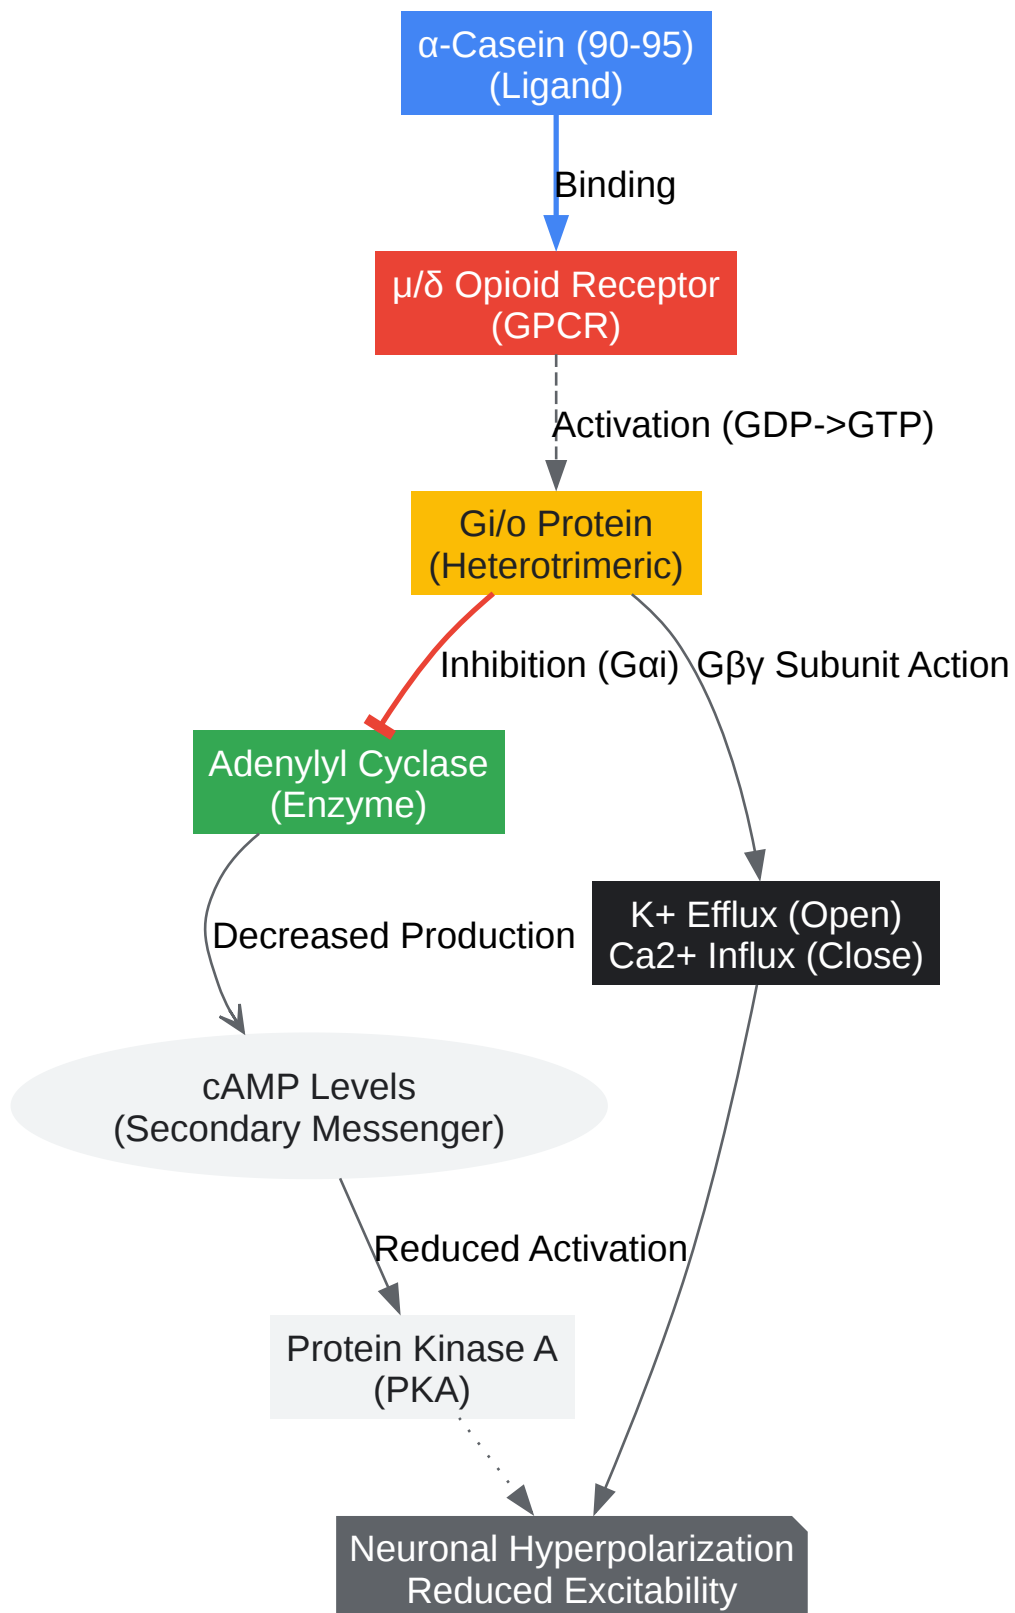 α-Casein (90-95)
(Ligand)
Binding
μ/δ Opioid Receptor
(GPCR)
Activation (GDP->GTP)
Gi/o Protein
(Heterotrimeric)
Inhibition (Gαi)
Gβγ Subunit Action
Adenylyl Cyclase
(Enzyme)
K+ Efflux (Open)
Ca2+ Influx (Close)
Decreased Production
cAMP Levels
(Secondary Messenger)
Reduced Activation
Protein Kinase A
(PKA)
Neuronal Hyperpolarization
Reduced Excitability